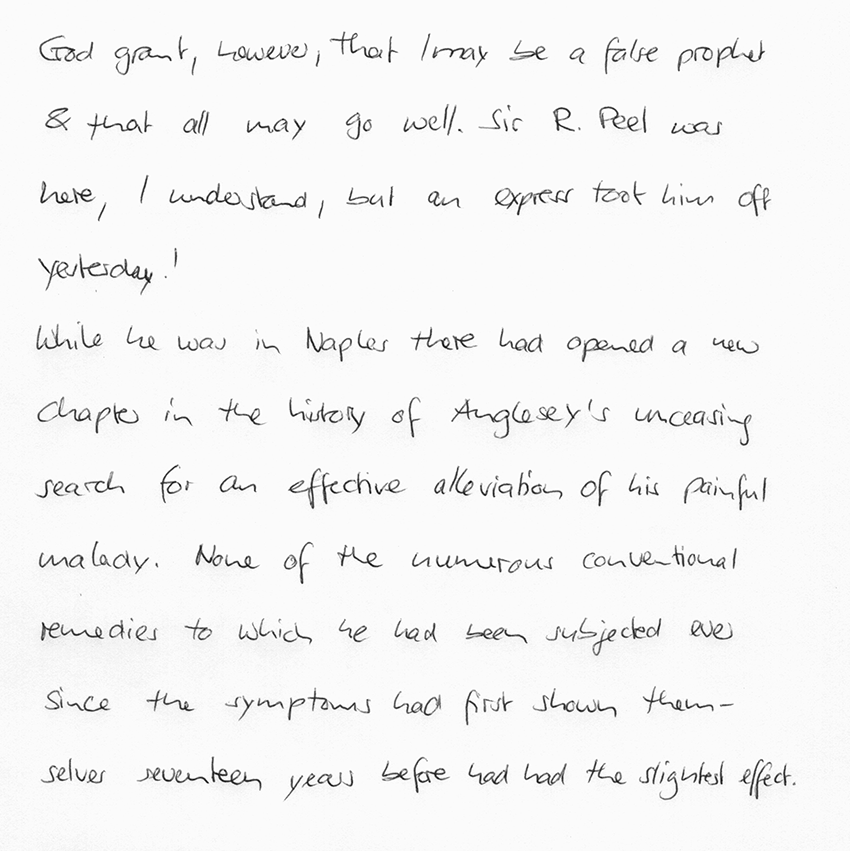 God grant, however, that I may be a false prophet
& that all may go well. Sir R. Peel was
here, I understand, but an express took him off
yesterday!
While he was in Naples there had opened a new
chapter in the history of Anglesey's unceasing
search for an effective alleviation of his painful
malady. None of the numerous conventional
remedies to which he had been subjected ever
since the symptoms had first shown them-
selves seventeen years before had had the slightest effect.